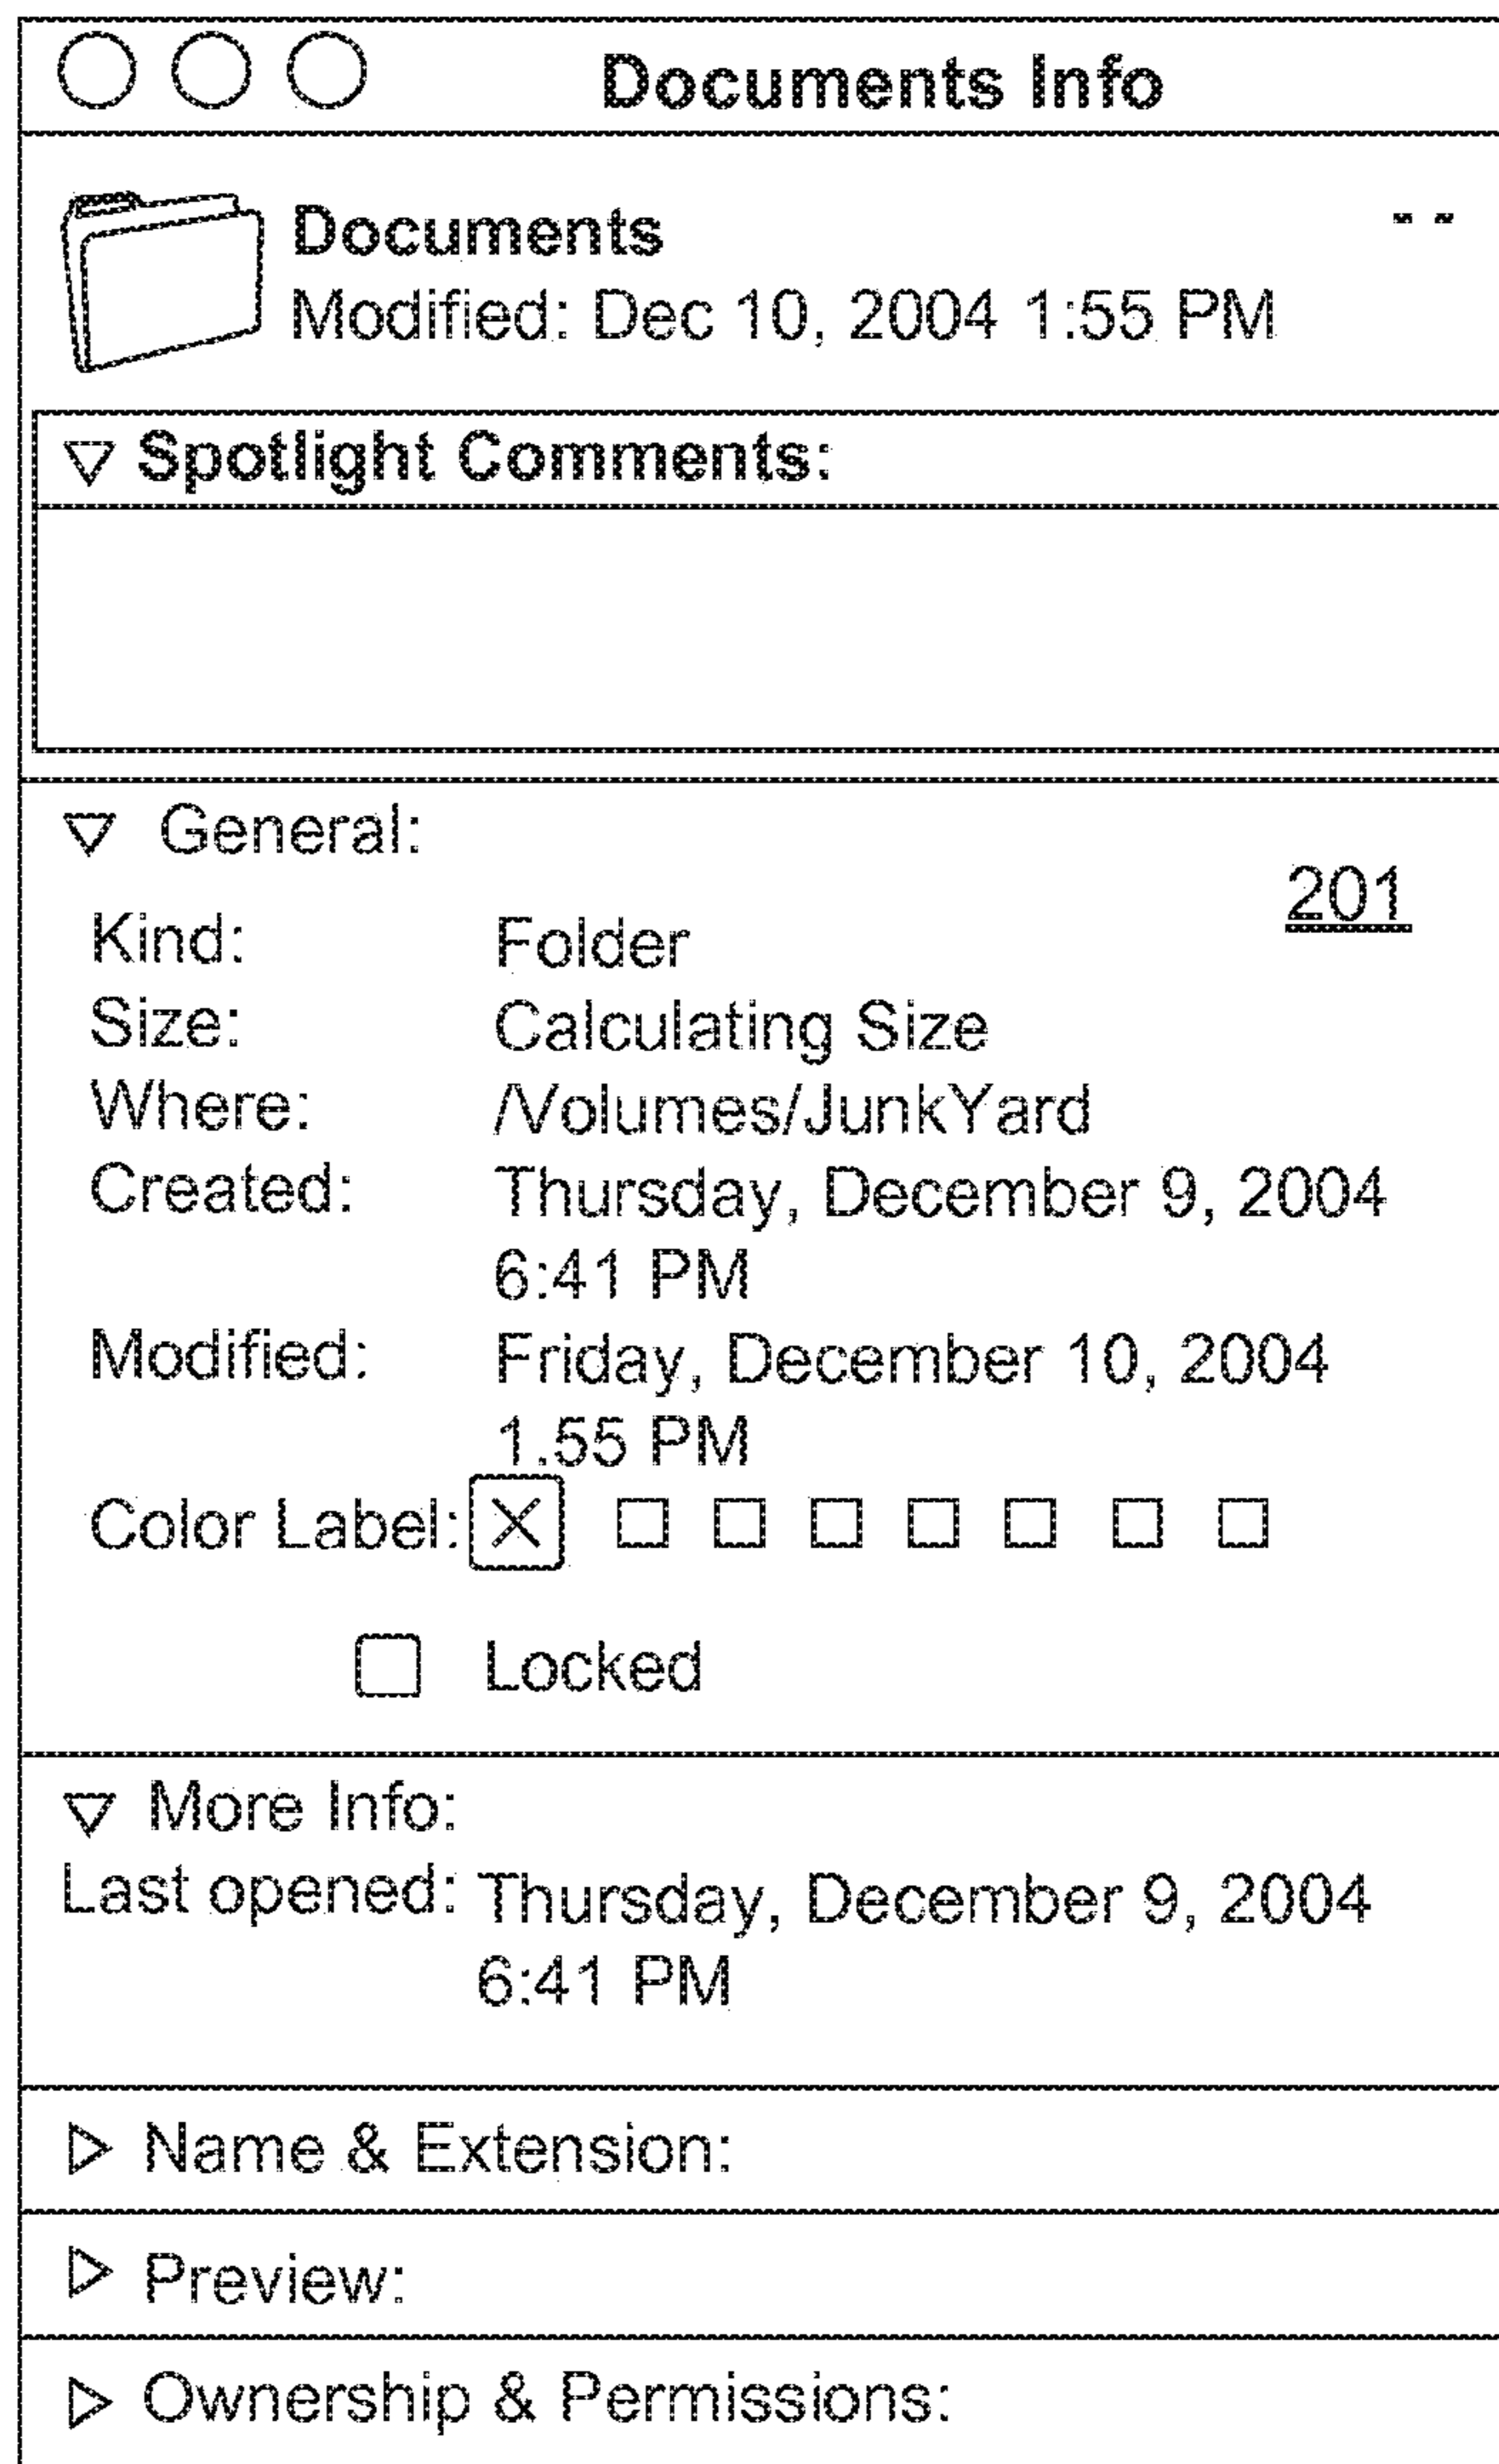 Documents Info
Documents --
Modified: Dec 10, 2004 1:55 PM
Spotlight Comments:
General:
201
Kind: Folder
Size: Calculating Size
Where: /Volumes/JunkYard
Created: Thursday, December 9, 2004
6:41 PM
Modified: Friday, December 10, 2004
1.55 PM
Color Label:
Locked
More Info:
Last opened: Thursday, December 9, 2004
6:41 PM
Name & Extension:
Preview:
Ownership & Permissions: